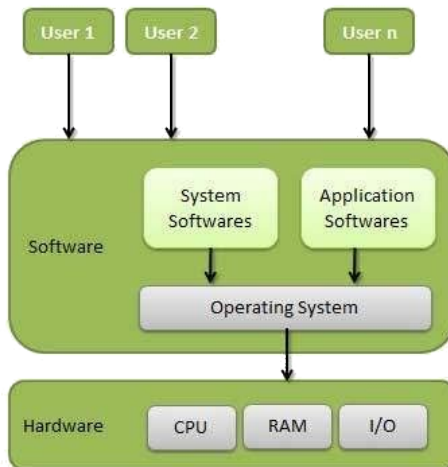 User 1
User 2
User n
System
Softwares
Application
Softwares
Software
Operating System
Hardware
CPU
RAM
I/O